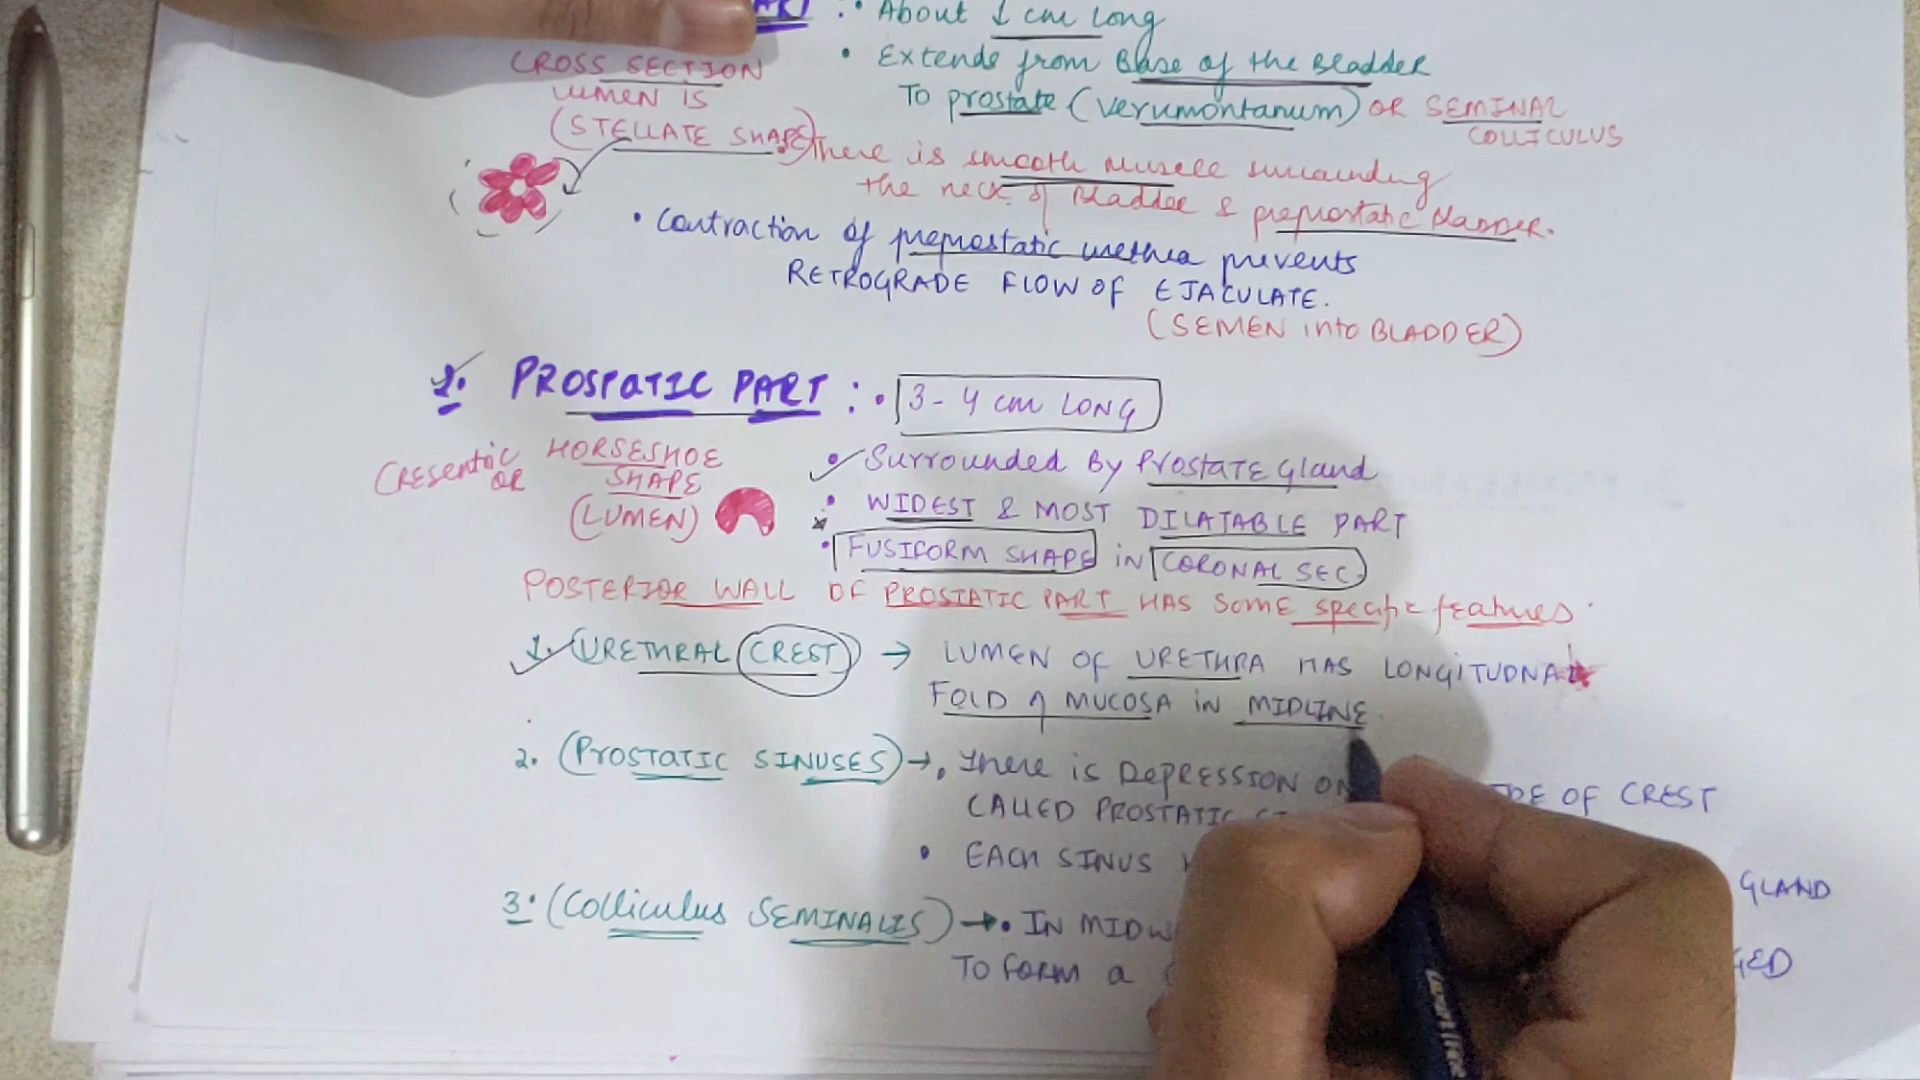 : • About 1 cm long
CROSS SECTION
LUMEN IS
(STELLATE SHAPE)
• Extends from Base of the Bladder
To prostate (verumontanum) OR SEMINAL
COLLICULUS
• There is smooth muscle surrounding
the neck of Bladder & preprostatic BLADDER.
• Contraction of preprostatic urethra prevents
RETROGRADE FLOW OF EJACULATE.
(SEMEN into BLADDER)
2. PROSTATIC PART : • 3-4 cm LONG
CRESENTIC OR HORSESHOE
SHAPE
(LUMEN)
• Surrounded By ProstaTE Gland
• WIDEST & MOST DILATABLE PART
• FUSIFORM SHAPE in CORONAL SEC.
POSTERIOR WALL OF PROSTATIC PART HAS SOME specific features.
1. (URETHRAL CREST) → LUMEN OF URETHRA HAS LONGITUDNAL
FOLD of MUCOSA in MIDLINE
2. (ProSTATIC SINUSES) → • There is DEPRESSION ON OF CREST
CALLED PROSTATIC
• EACH SINUS GLAND
3. (Colliculus SEMINALIS) → • IN
TO FORM a